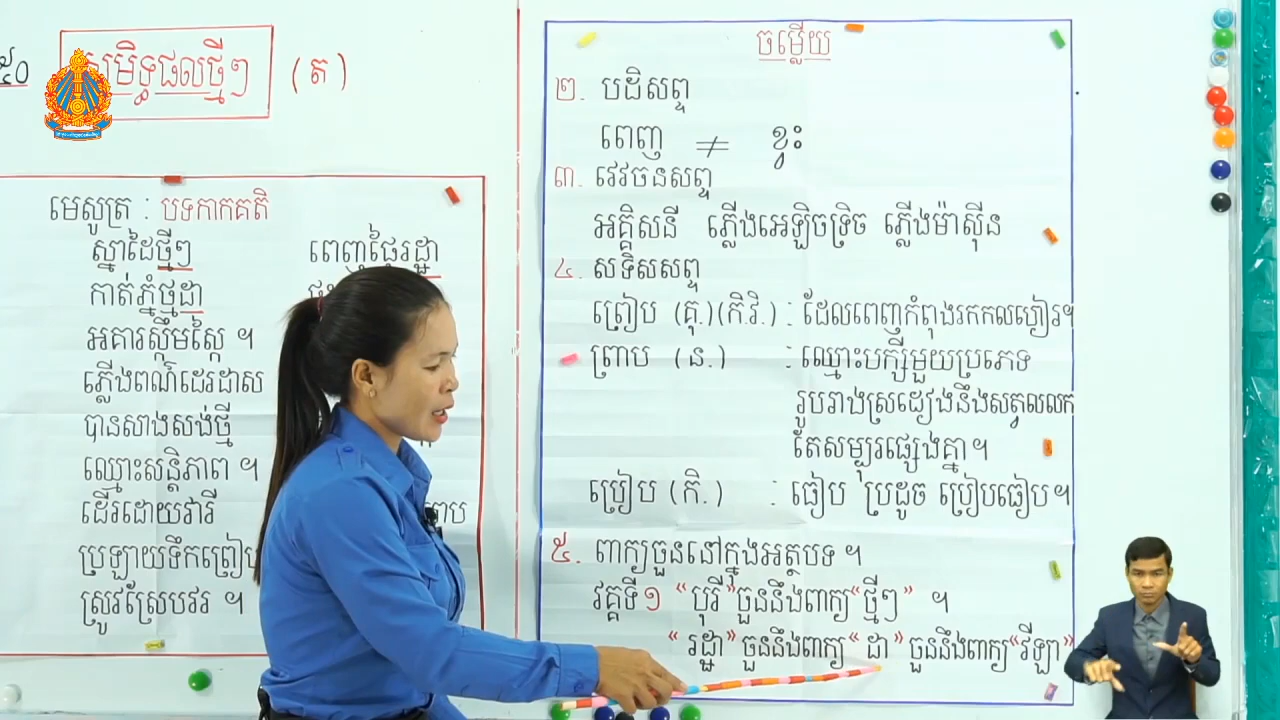 ៥០
សមិទ្ធផលថ្មីៗ (ត)
មេសូត្រ : បទកាកគតិ
ស្នាដៃថ្មីៗ ពេញផ្ទៃរដ្ឋា
កាត់ភ្នំថ្មដា
អគារស្កឹមស្កៃ ។
ភ្លើងពណ៌ដេរដាស
បានសាងសង់ថ្មី
ឈ្មោះសន្តិភាព ។
ដើរដោយវារី
ប្រឡាយទឹកព្រៀប
ស្រូវស្រែបវរ ។
ចម្លើយ
២. បដិសព្ទ
ពេញ ≠ ខ្វះ
៣. វេវចនសព្ទ
អគ្គិសនី ភ្លើងអេឡិចទ្រិច ភ្លើងម៉ាស៊ីន
៤. សទិសសព្ទ
ព្រៀប (គុ.)(កិវិ.) : ដែលពេញកំពុងរកកលហៀរ។
ព្រាប (ន.) : ឈ្មោះបក្សីមួយប្រភេទ
រូបរាងស្រដៀងនឹងសត្វលលក
តែសម្បុរផ្សេងគ្នា។
ប្រៀប (កិ.) : ធៀប ប្រដូច ប្រៀបធៀប។
៥. ពាក្យចួននៅក្នុងអត្ថបទ ។
វគ្គទី១ “បុរី”ចួននឹងពាក្យ“ថ្មីៗ” ។
“រដ្ឋា”ចួននឹងពាក្យ“ដា”ចួននឹងពាក្យ“វីឡា”